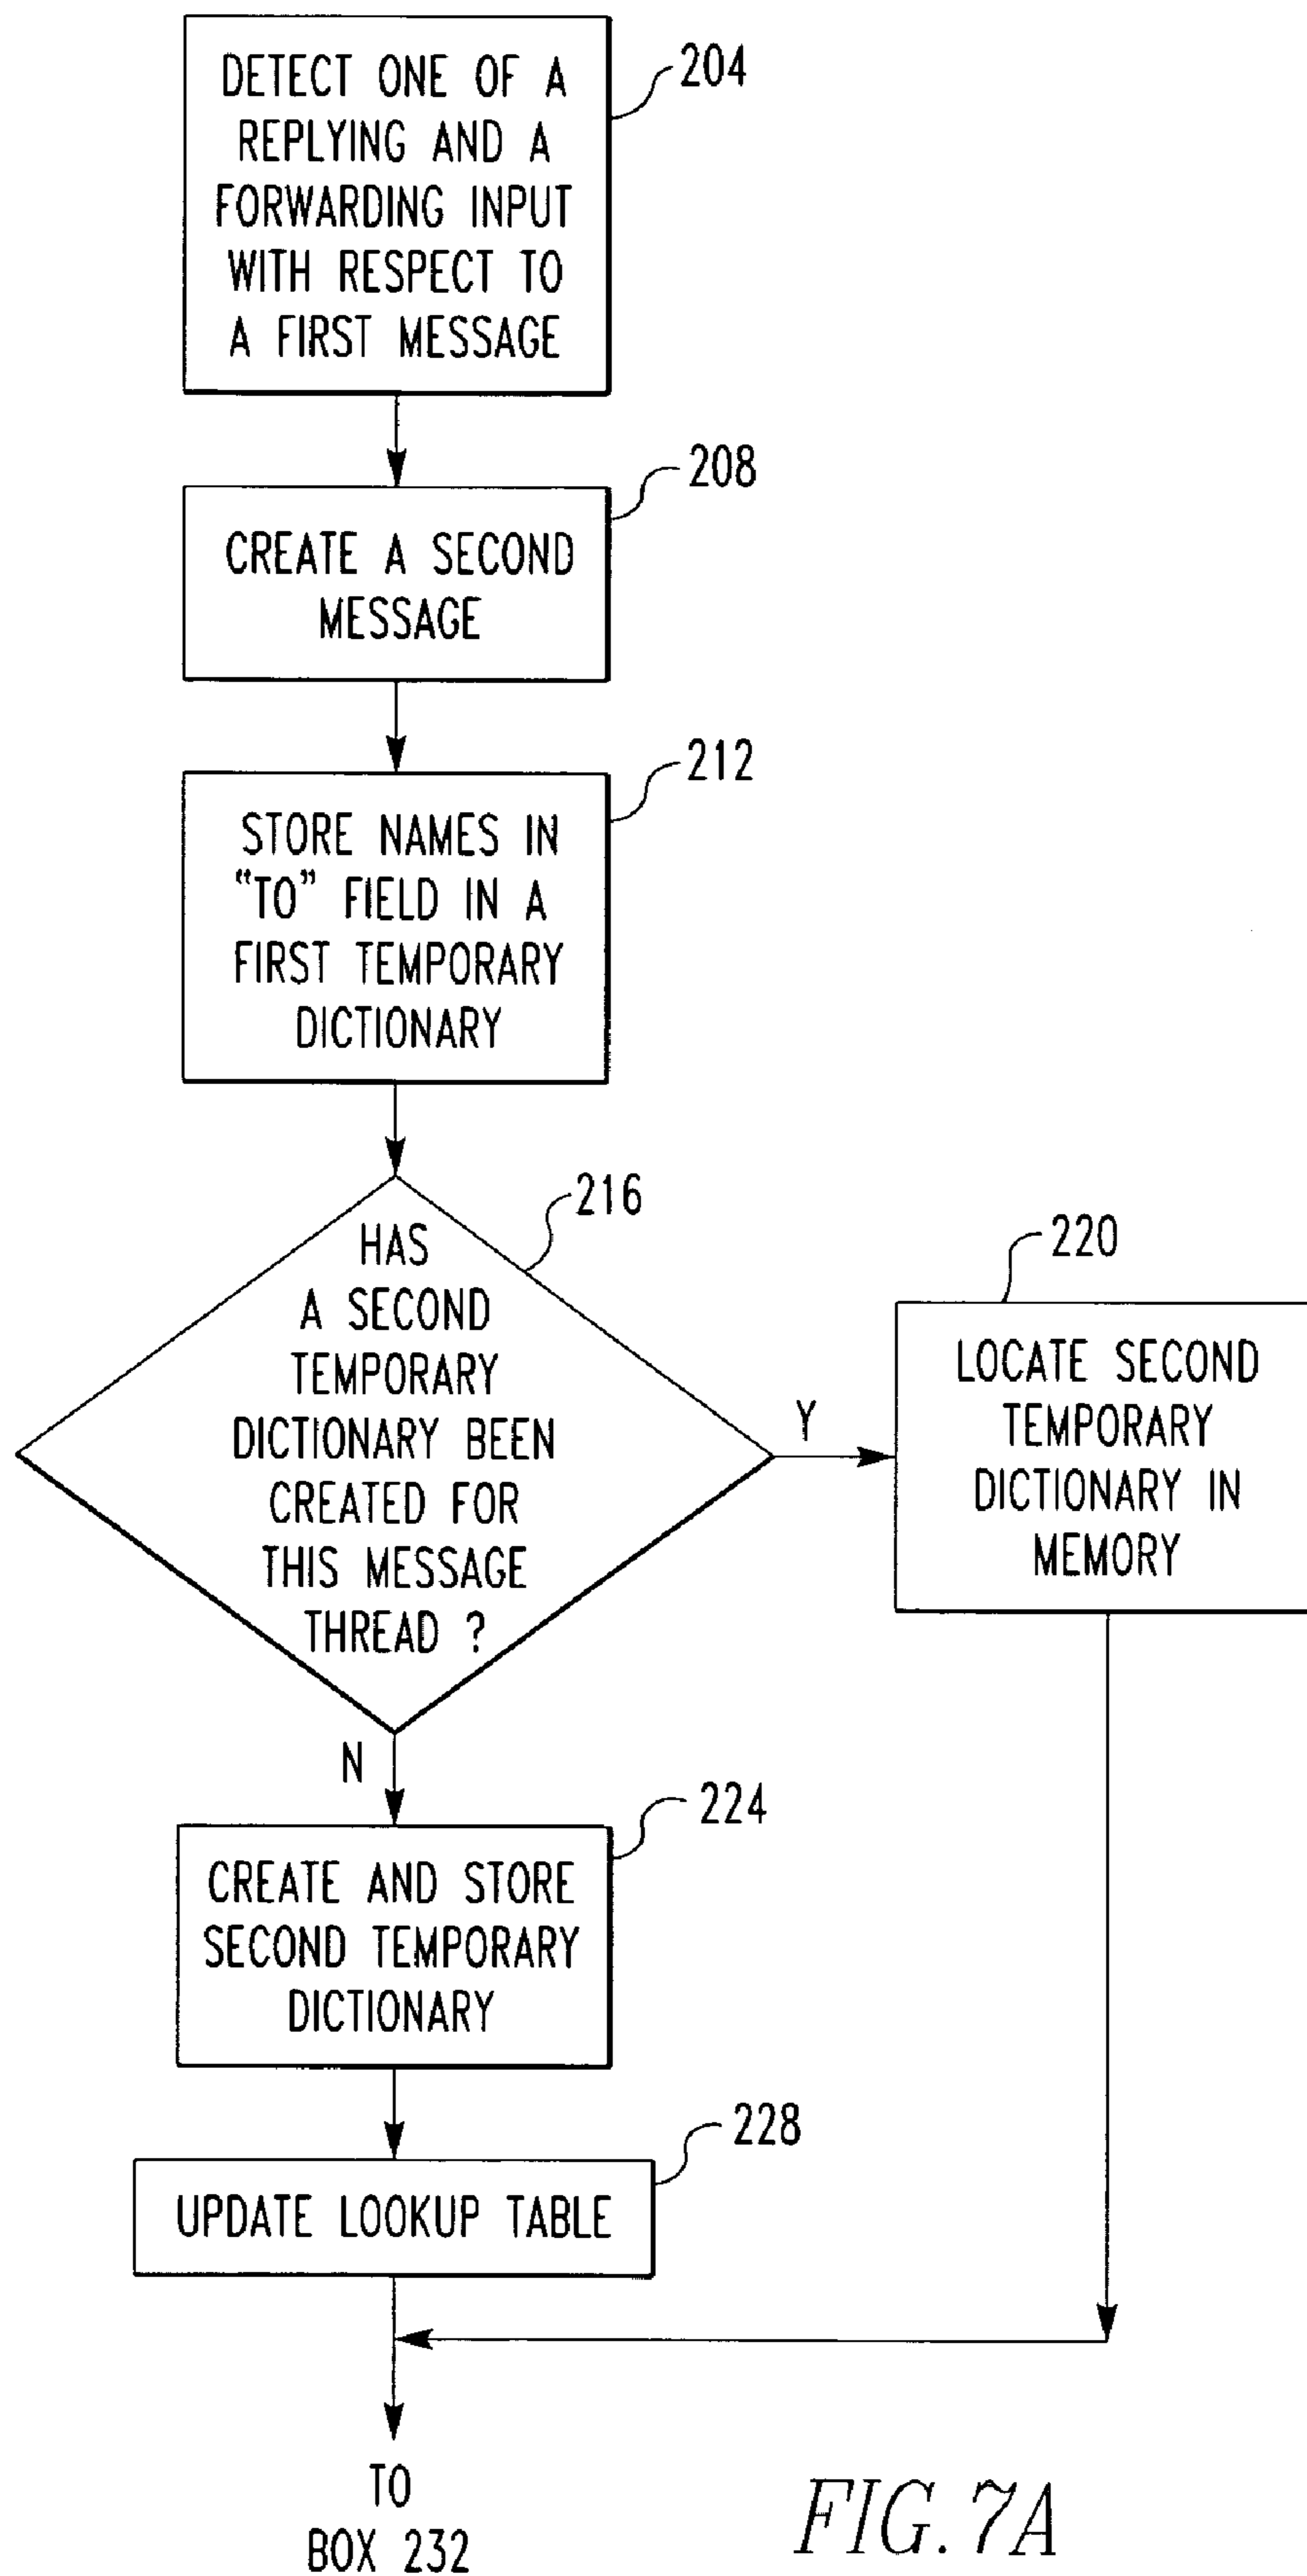 DETECT ONE OF A
REPLYING AND A
FORWARDING INPUT
WITH RESPECT TO
A FIRST MESSAGE
204
CREATE A SECOND
MESSAGE
208
STORE NAMES IN
“TO” FIELD IN A
FIRST TEMPORARY
DICTIONARY
212
HAS
A SECOND
TEMPORARY
DICTIONARY BEEN
CREATED FOR
THIS MESSAGE
THREAD ?
216
Y
LOCATE SECOND
TEMPORARY
DICTIONARY IN
MEMORY
220
N
CREATE AND STORE
SECOND TEMPORARY
DICTIONARY
224
UPDATE LOOKUP TABLE
228
TO
BOX 232
FIG. 7A